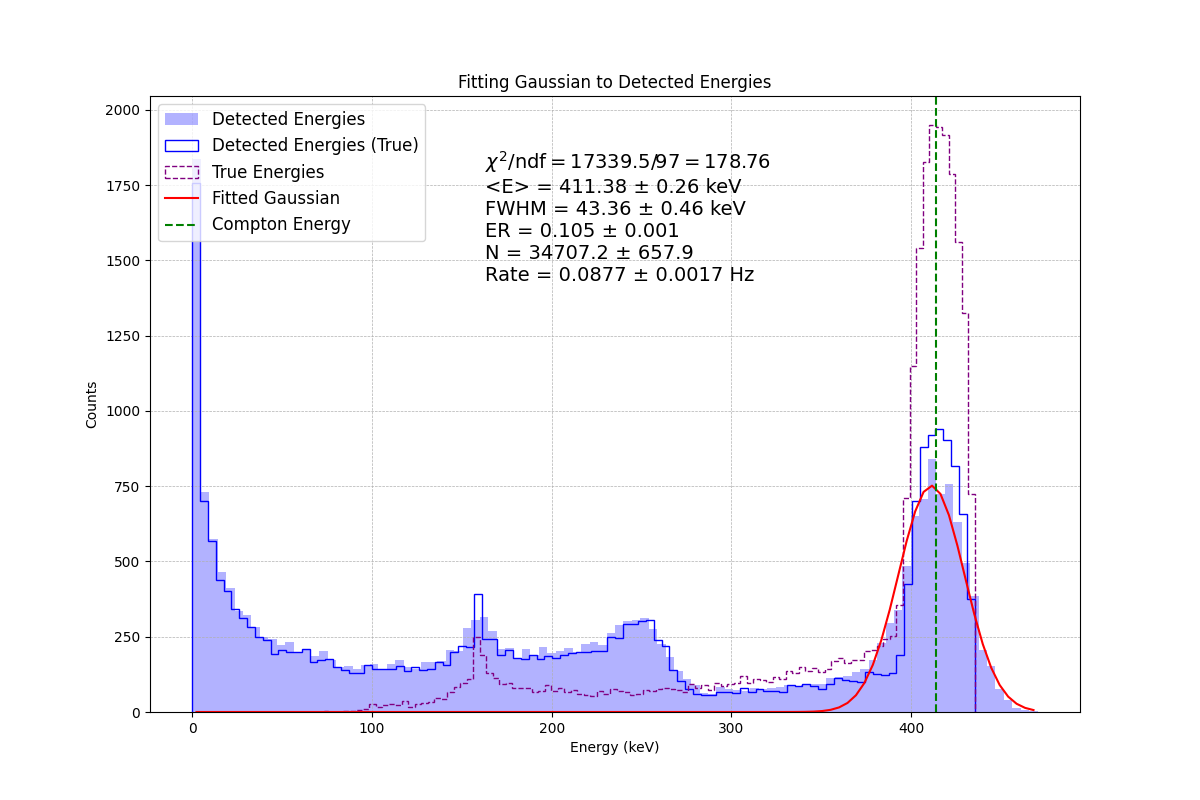 Fitting Gaussian to Detected Energies
Detected Energies
Detected Energies (True)
True Energies
Fitted Gaussian
Compton Energy
χ²/ndf = 17339.5/97 = 178.76
<E> = 411.38 ± 0.26 keV
FWHM = 43.36 ± 0.46 keV
ER = 0.105 ± 0.001
N = 34707.2 ± 657.9
Rate = 0.0877 ± 0.0017 Hz
Counts
2000
1750
1500
1250
1000
750
500
250
0
0 100 200 300 400
Energy (keV)